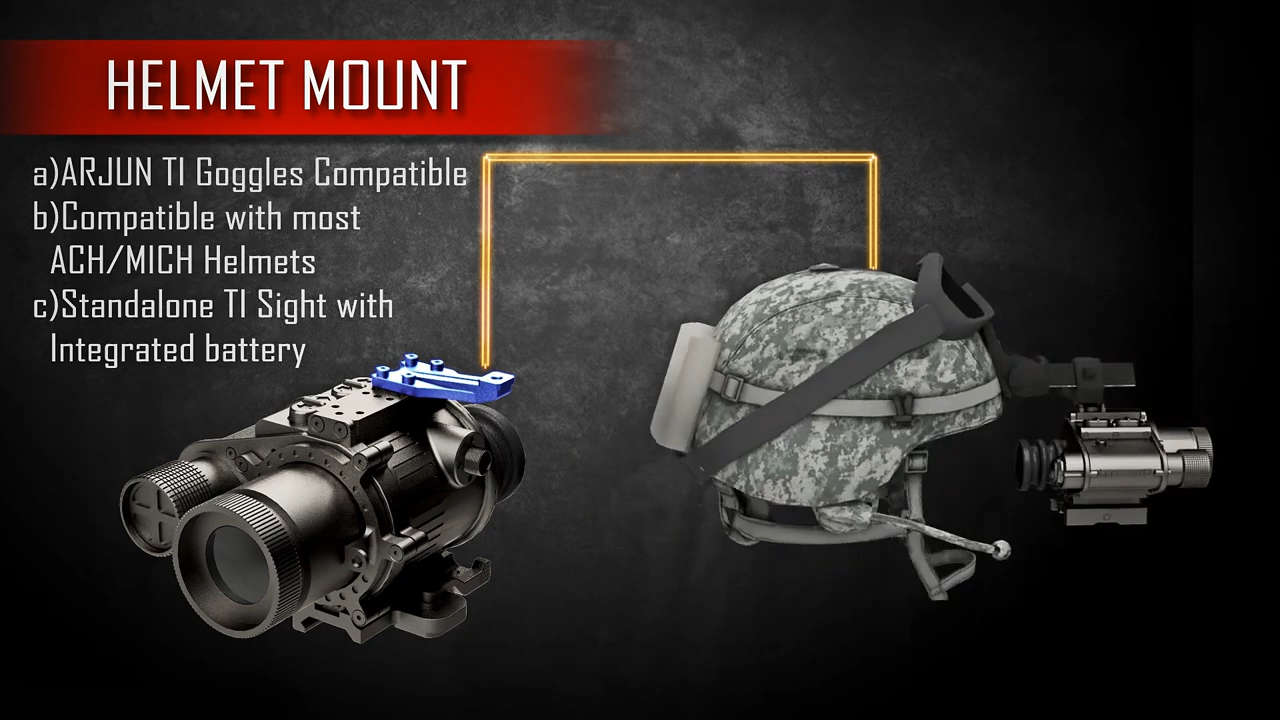 HELMET MOUNT
a)ARJUN TI Goggles Compatible
b)Compatible with most
ACH/MICH Helmets
c)Standalone TI Sight with
Integrated battery